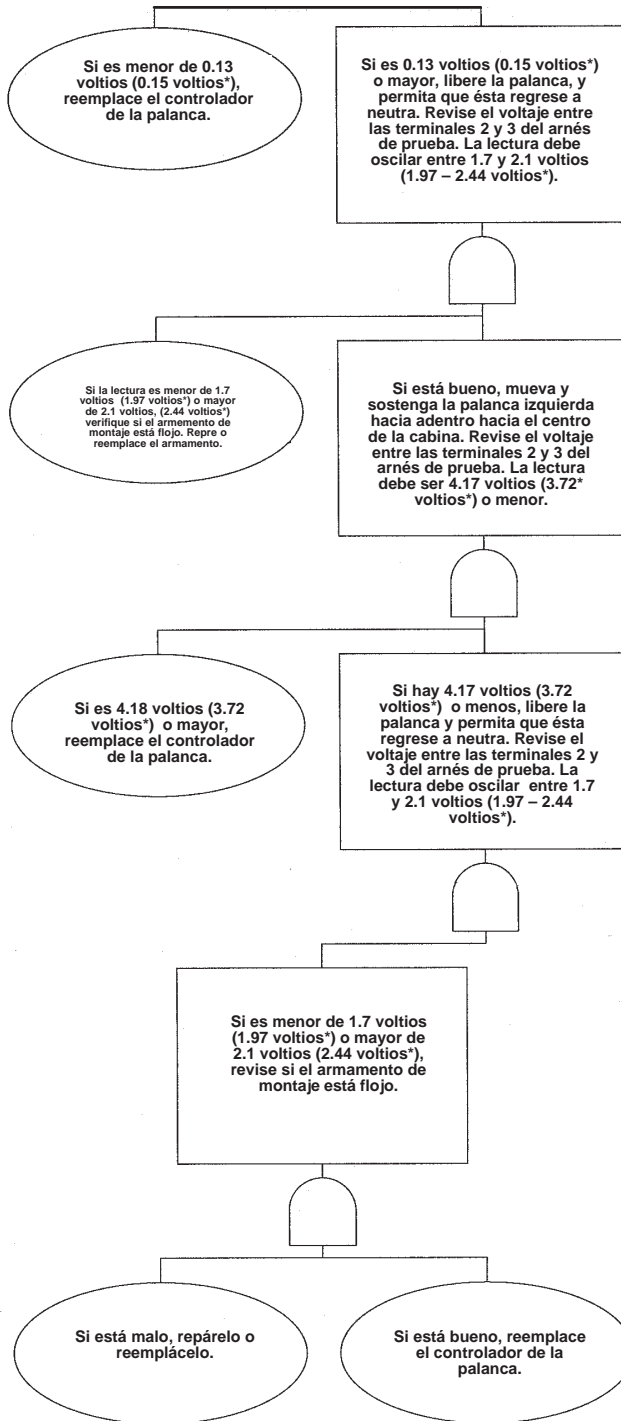 Si es menor de 0.13
voltios (0.15 voltios*),
reemplace el controlador
de la palanca.
Si es 0.13 voltios (0.15 voltios*)
o mayor, libere la palanca, y
permita que ésta regrese a
neutra. Revise el voltaje entre
las terminales 2 y 3 del arnés
de prueba. La lectura debe
oscilar entre 1.7 y 2.1 voltios
(1.97 – 2.44 voltios*).
Si la lectura es menor de 1.7
voltios (1.97 voltios*) o mayor
de 2.1 voltios, (2.44 voltios*)
verifique si el armemento de
montaje está flojo. Repre o
reemplace el armamento.
Si está bueno, mueva y
sostenga la palanca izquierda
hacia adentro hacia el centro
de la cabina. Revise el voltaje
entre las terminales 2 y 3 del
arnés de prueba. La lectura
debe ser 4.17 voltios (3.72*
voltios*) o menor.
Si es 4.18 voltios (3.72
voltios*) o mayor,
reemplace el controlador
de la palanca.
Si hay 4.17 voltios (3.72
voltios*) o menos, libere la
palanca y permita que ésta
regrese a neutra. Revise el
voltaje entre las terminales 2 y
3 del arnés de prueba. La
lectura debe oscilar entre 1.7
y 2.1 voltios (1.97 – 2.44
voltios*).
Si es menor de 1.7 voltios
(1.97 voltios*) o mayor de
2.1 voltios (2.44 voltios*),
revise si el armamento de
montaje está flojo.
Si está malo, repárelo o
reemplácelo.
Si está bueno, reemplace
el controlador de la
palanca.